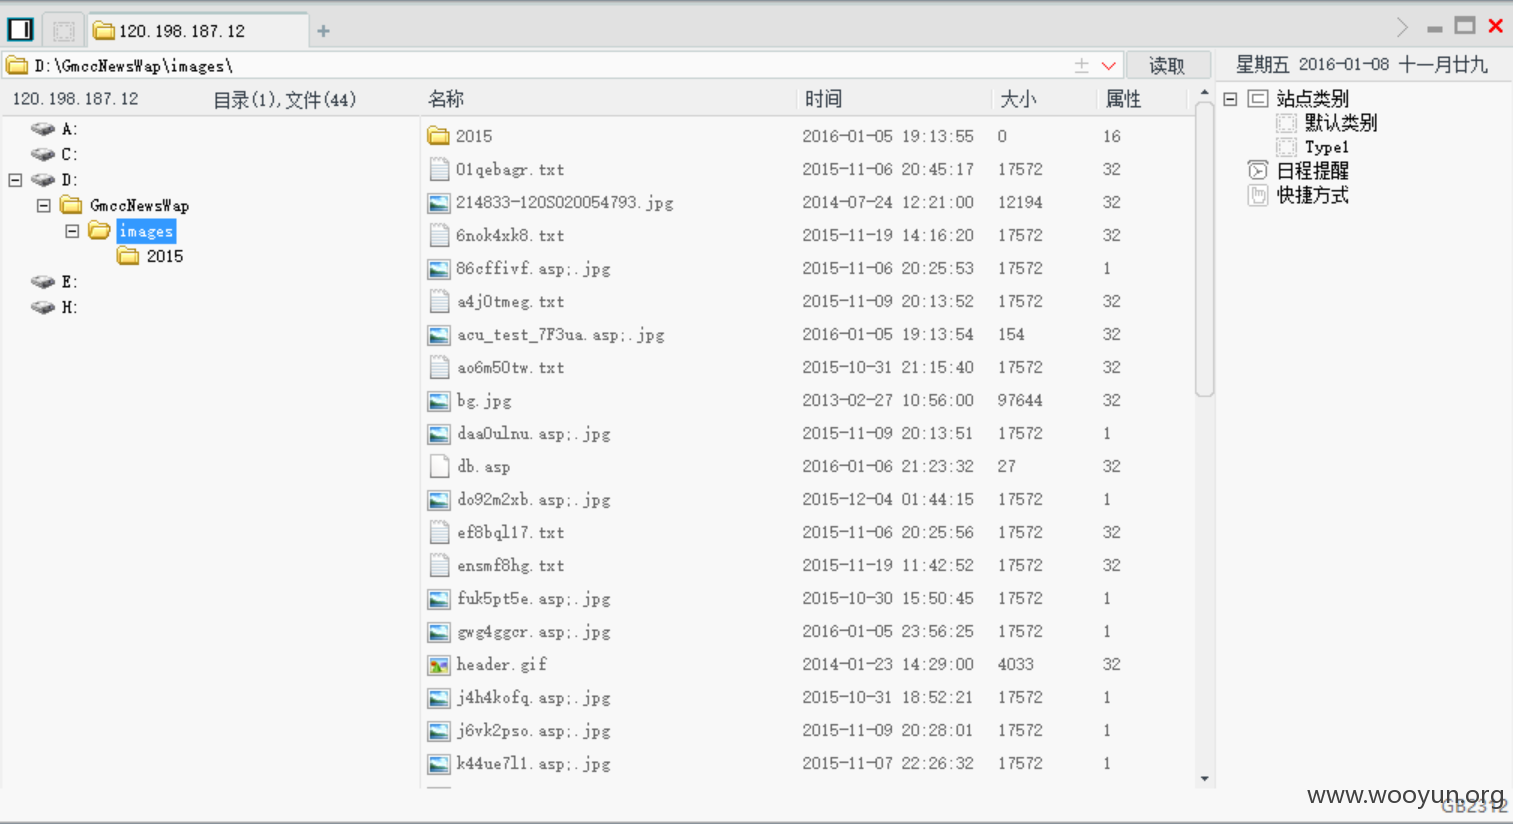 120.198.187.12
D:\GmccNewsWap\images\ 读取 星期五 2016-01-08 十一月廿九
120.198.187.12 目录(1),文件(44)
A:
C:
D:
GmccNewsWap
images
2015
E:
H:
名称 时间 大小 属性
2015 2016-01-05 19:13:55 0 16
01qebagr.txt 2015-11-06 20:45:17 17572 32
214833-120S020054793.jpg 2014-07-24 12:21:00 12194 32
6nok4xk8.txt 2015-11-19 14:16:20 17572 32
86cffivf.asp;.jpg 2015-11-06 20:25:53 17572 1
a4j0tmeg.txt 2015-11-09 20:13:52 17572 32
acu_test_7F3ua.asp;.jpg 2016-01-05 19:13:54 154 32
ao6m50tw.txt 2015-10-31 21:15:40 17572 32
bg.jpg 2013-02-27 10:56:00 97644 32
daa0ulnu.asp;.jpg 2015-11-09 20:13:51 17572 1
db.asp 2016-01-06 21:23:32 27 32
do92m2xb.asp;.jpg 2015-12-04 01:44:15 17572 1
ef8bql17.txt 2015-11-06 20:25:56 17572 32
ensmf8hg.txt 2015-11-19 11:42:52 17572 32
fuk5pt5e.asp;.jpg 2015-10-30 15:50:45 17572 1
gwg4ggcr.asp;.jpg 2016-01-05 23:56:25 17572 1
header.gif 2014-01-23 14:29:00 4033 32
j4h4kofq.asp;.jpg 2015-10-31 18:52:21 17572 1
j6vk2pso.asp;.jpg 2015-11-09 20:28:01 17572 1
k44ue7l1.asp;.jpg 2015-11-07 22:26:32 17572 1
站点类别
默认类别
Type1
日程提醒
快捷方式
www.wooyun.org
GB2312